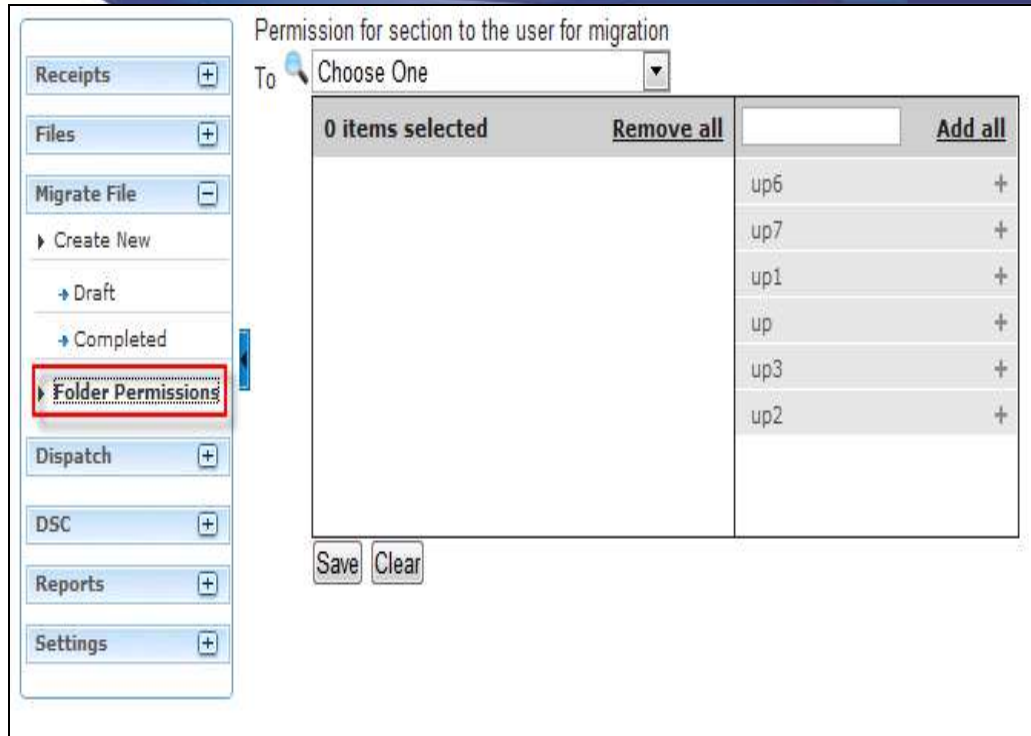 Receipts
Files
Migrate File
Create New
Draft
Completed
Folder Permissions
Dispatch
DSC
Reports
Settings
Permission for section to the user for migration
To Choose One
0 items selected Remove all Add all
up6
up7
up1
up
up3
up2
Save Clear